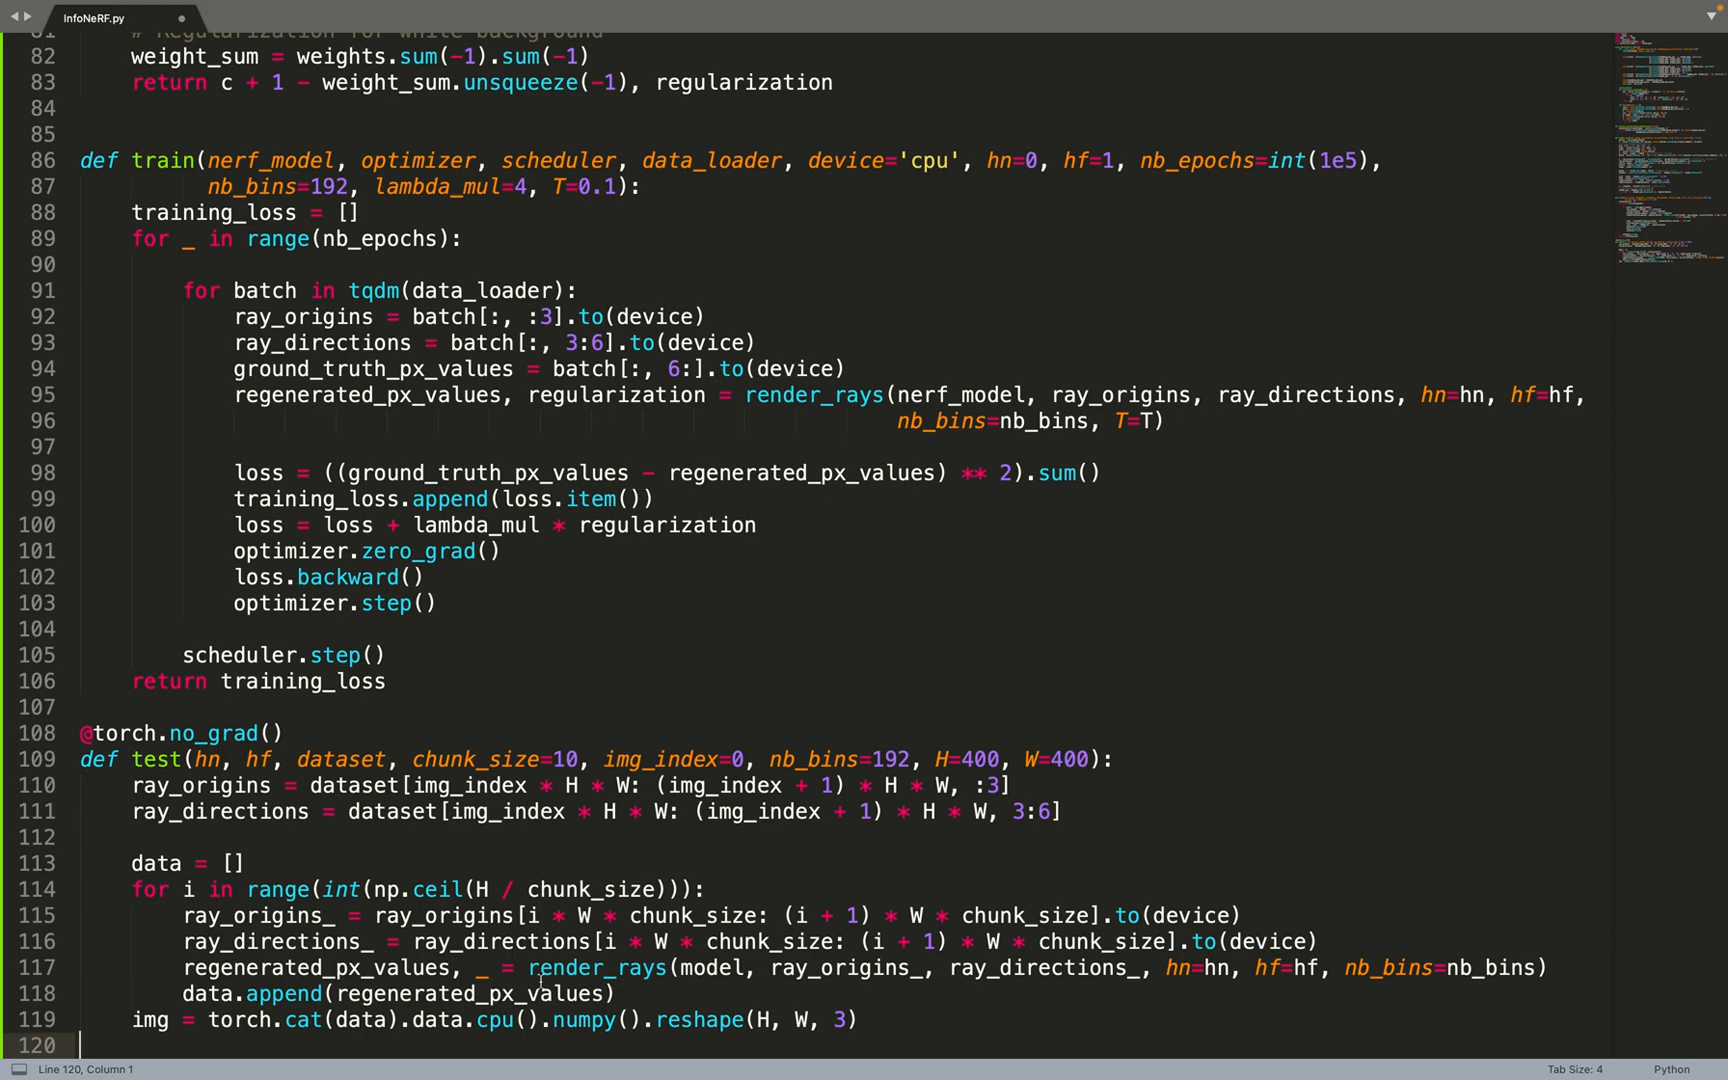 InfoNeRF.py
81 # Regularization for white background
82 weight_sum = weights.sum(-1).sum(-1)
83 return c + 1 - weight_sum.unsqueeze(-1), regularization
84
85
86 def train(nerf_model, optimizer, scheduler, data_loader, device='cpu', hn=0, hf=1, nb_epochs=int(1e5),
87 nb_bins=192, lambda_mul=4, T=0.1):
88 training_loss = []
89 for _ in range(nb_epochs):
90
91 for batch in tqdm(data_loader):
92 ray_origins = batch[:, :3].to(device)
93 ray_directions = batch[:, 3:6].to(device)
94 ground_truth_px_values = batch[:, 6:].to(device)
95 regenerated_px_values, regularization = render_rays(nerf_model, ray_origins, ray_directions, hn=hn, hf=hf,
96 nb_bins=nb_bins, T=T)
97
98 loss = ((ground_truth_px_values - regenerated_px_values) ** 2).sum()
99 training_loss.append(loss.item())
100 loss = loss + lambda_mul * regularization
101 optimizer.zero_grad()
102 loss.backward()
103 optimizer.step()
104
105 scheduler.step()
106 return training_loss
107
108 @torch.no_grad()
109 def test(hn, hf, dataset, chunk_size=10, img_index=0, nb_bins=192, H=400, W=400):
110 ray_origins = dataset[img_index * H * W: (img_index + 1) * H * W, :3]
111 ray_directions = dataset[img_index * H * W: (img_index + 1) * H * W, 3:6]
112
113 data = []
114 for i in range(int(np.ceil(H / chunk_size))):
115 ray_origins_ = ray_origins[i * W * chunk_size: (i + 1) * W * chunk_size].to(device)
116 ray_directions_ = ray_directions[i * W * chunk_size: (i + 1) * W * chunk_size].to(device)
117 regenerated_px_values, _ = render_rays(model, ray_origins_, ray_directions_, hn=hn, hf=hf, nb_bins=nb_bins)
118 data.append(regenerated_px_values)
119 img = torch.cat(data).data.cpu().numpy().reshape(H, W, 3)
120
Line 120, Column 1
Tab Size: 4
Python